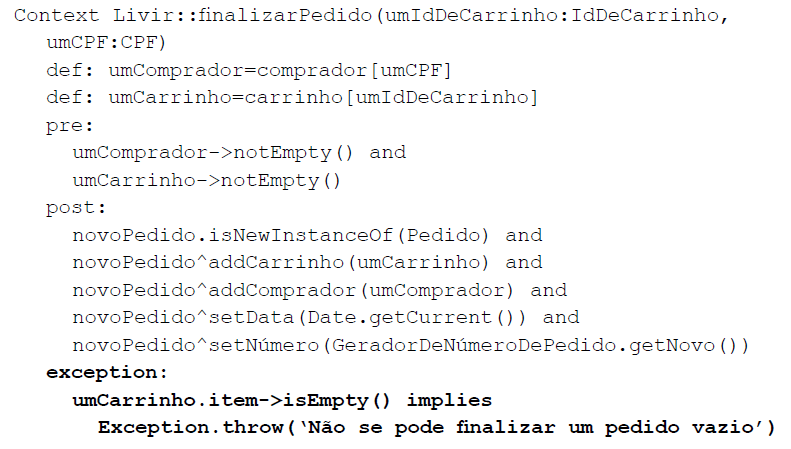 Context Livir::finalizarPedido(umIdDeCarrinho:IdDeCarrinho,
umCPF:CPF)
def: umComprador=comprador[umCPF]
def: umCarrinho=carrinho[umIdDeCarrinho]
pre:
umComprador->notEmpty() and
umCarrinho->notEmpty()
post:
novoPedido.isNewInstanceOf(Pedido) and
novoPedido^addCarrinho(umCarrinho) and
novoPedido^addComprador(umComprador) and
novoPedido^setData(Date.getCurrent()) and
novoPedido^setNúmero(GeradorDeNúmeroDePedido.getNovo())
exception:
umCarrinho.item->isEmpty() implies
Exception.throw(‘Não se pode finalizar um pedido vazio’)